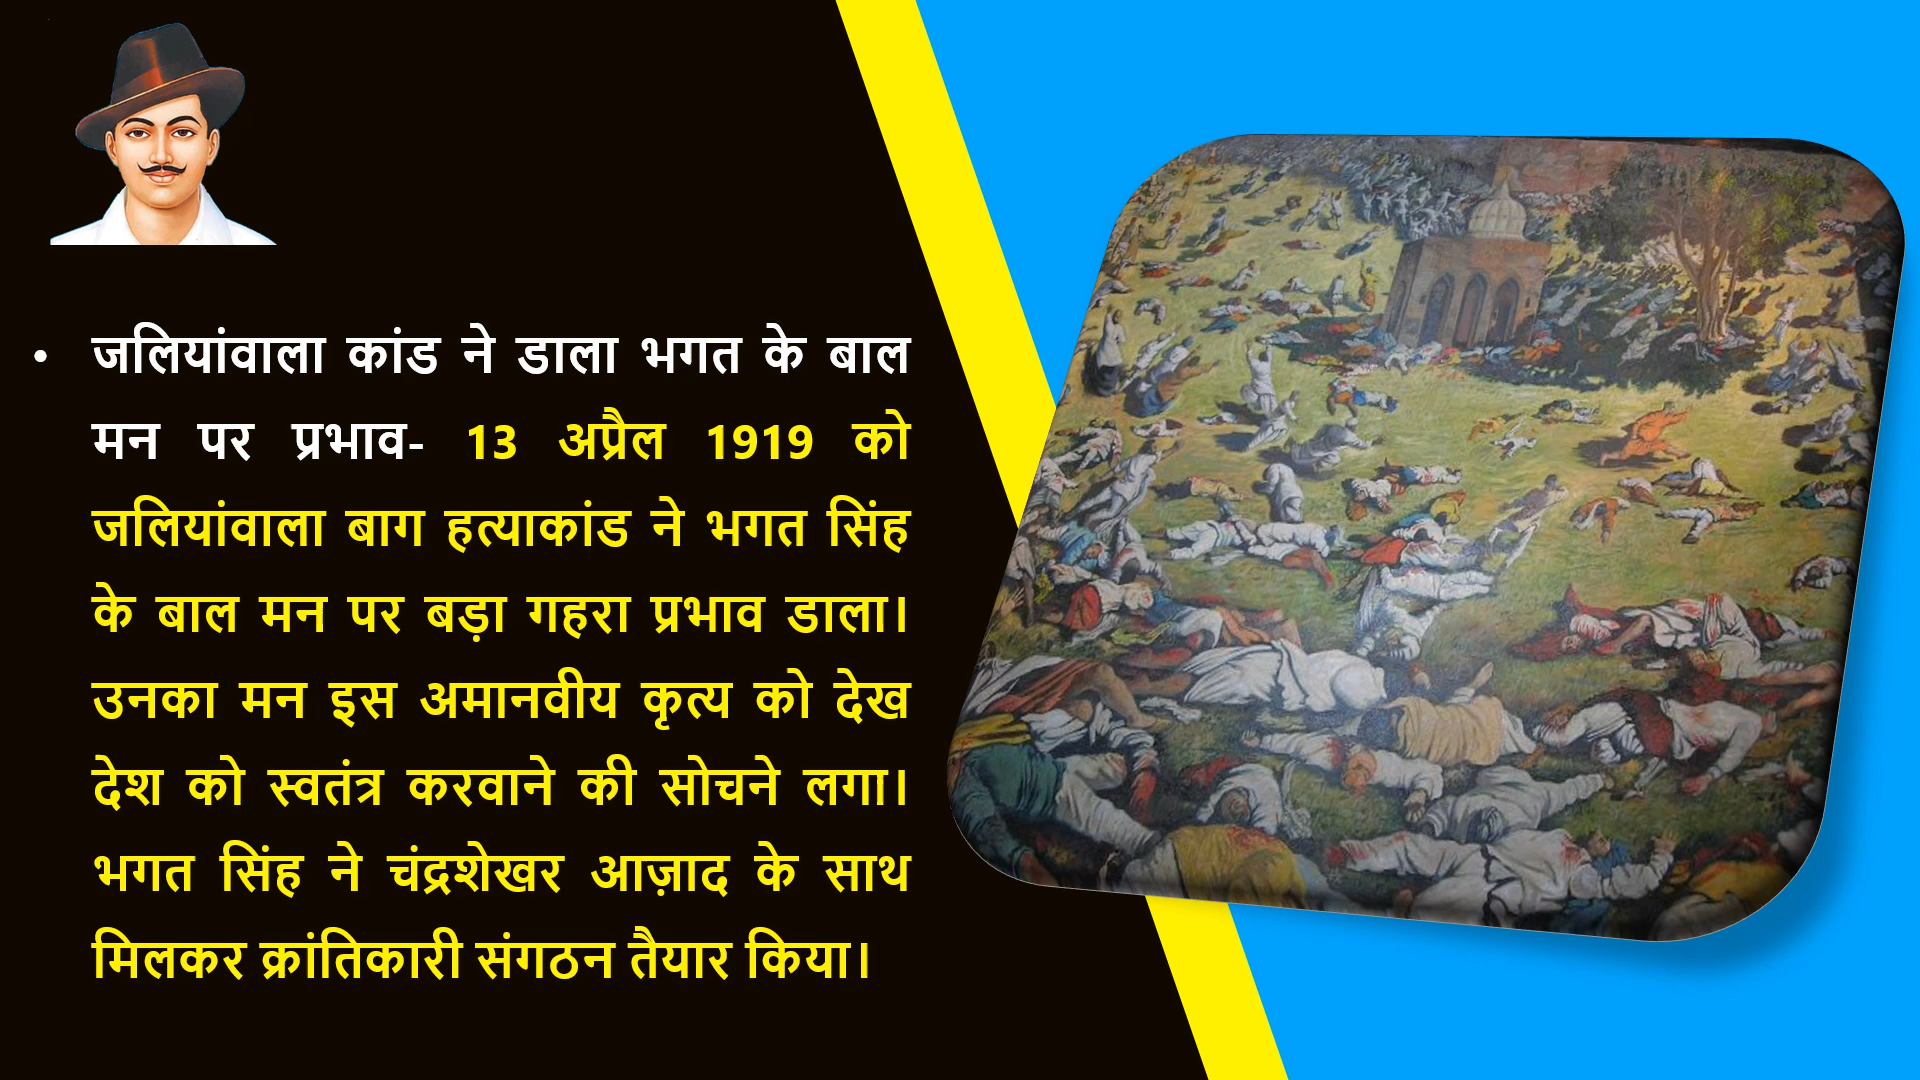 • जलियांवाला कांड ने डाला भगत के बाल
मन पर प्रभाव- 13 अप्रैल 1919 को
जलियांवाला बाग हत्याकांड ने भगत सिंह
के बाल मन पर बड़ा गहरा प्रभाव डाला।
उनका मन इस अमानवीय कृत्य को देख
देश को स्वतंत्र करवाने की सोचने लगा।
भगत सिंह ने चंद्रशेखर आज़ाद के साथ
मिलकर क्रांतिकारी संगठन तैयार किया।